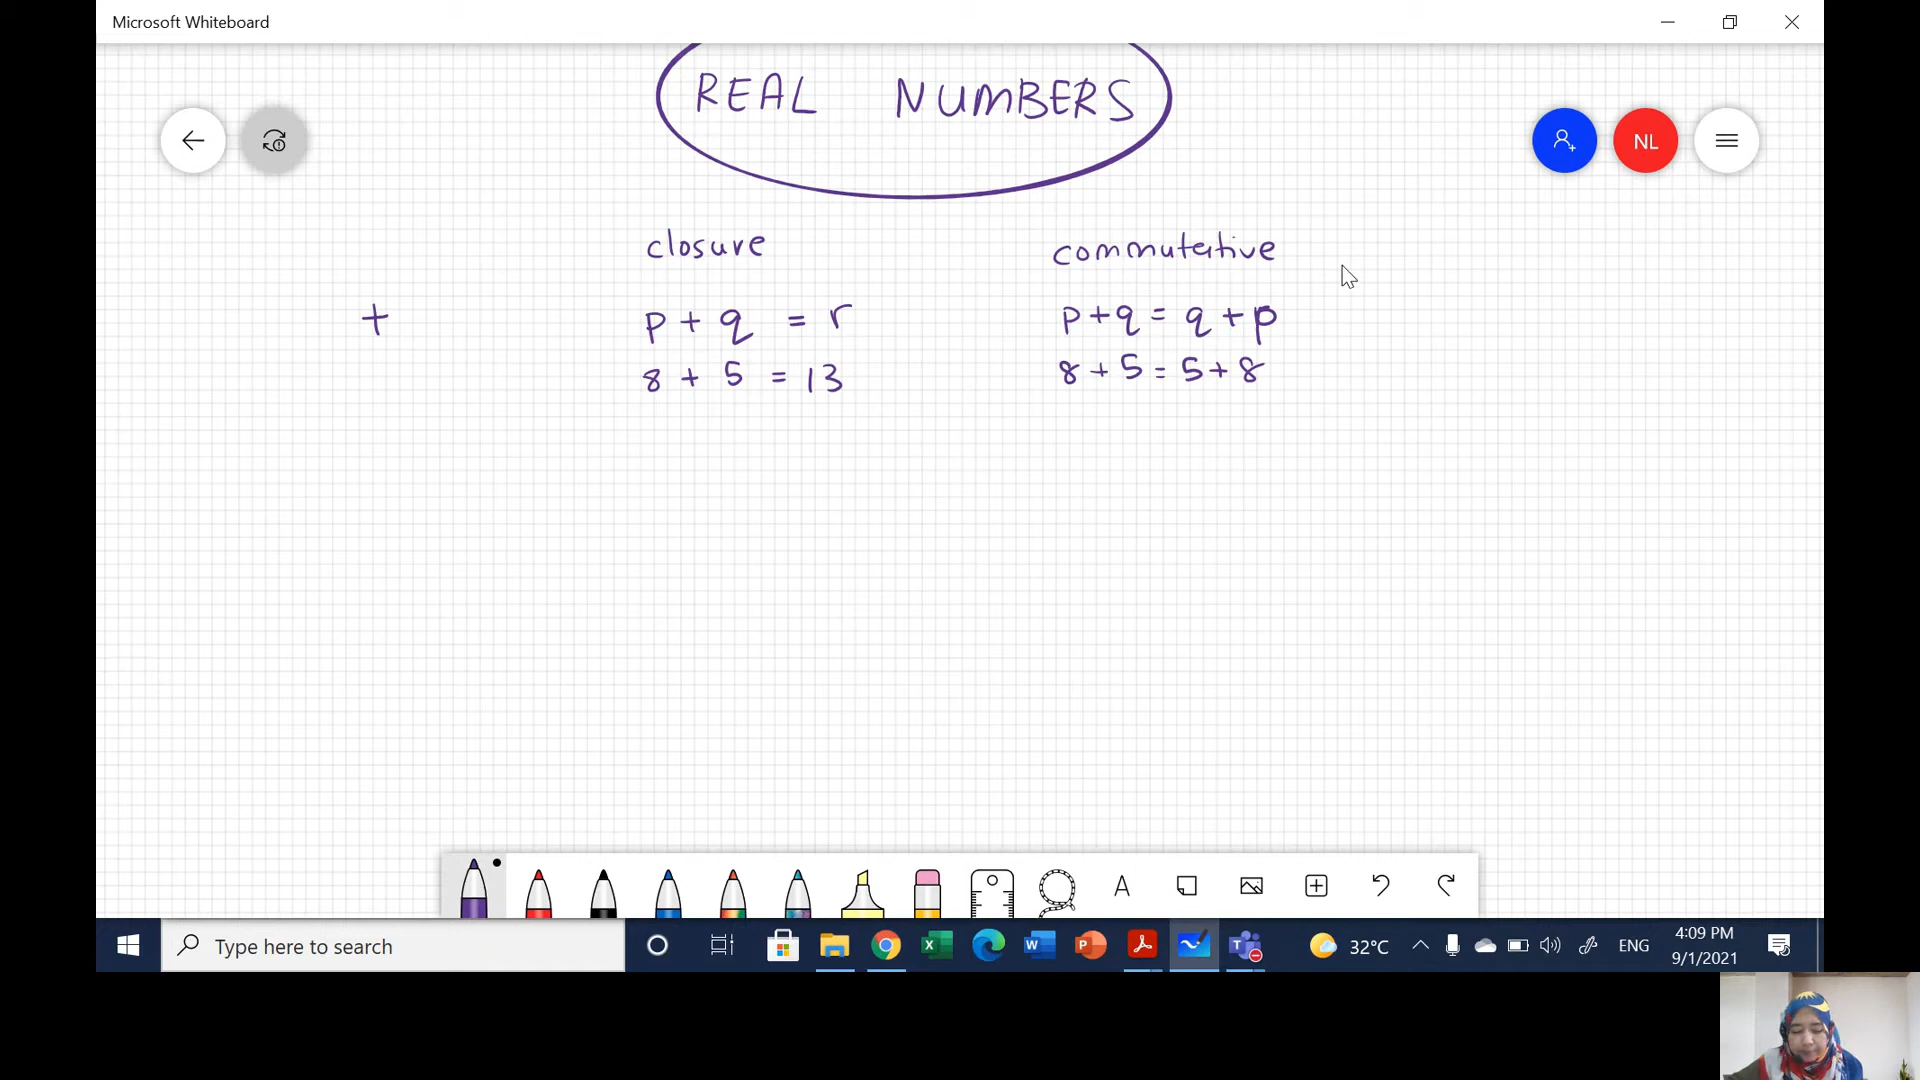 Microsoft Whiteboard
REAL NUMBERS
NL
closure commutative
+ p + q = r p + q = q + p
8 + 5 = 13 8 + 5 = 5 + 8
A
Type here to search
32°C
ENG
4:09 PM
9/1/2021